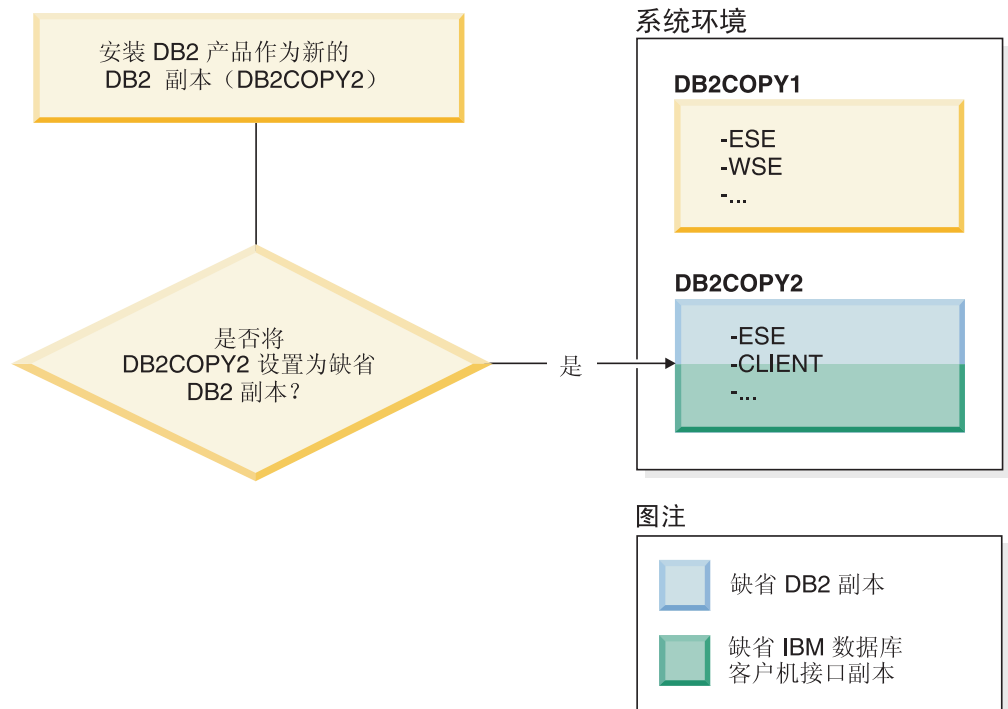 安装 DB2 产品作为新的
DB2 副本（DB2COPY2）
是否将
DB2COPY2 设置为缺省
DB2 副本？
是
系统环境
DB2COPY1
-ESE
-WSE
-...
DB2COPY2
-ESE
-CLIENT
-...
图注
缺省 DB2 副本
缺省 IBM 数据库
客户机接口副本